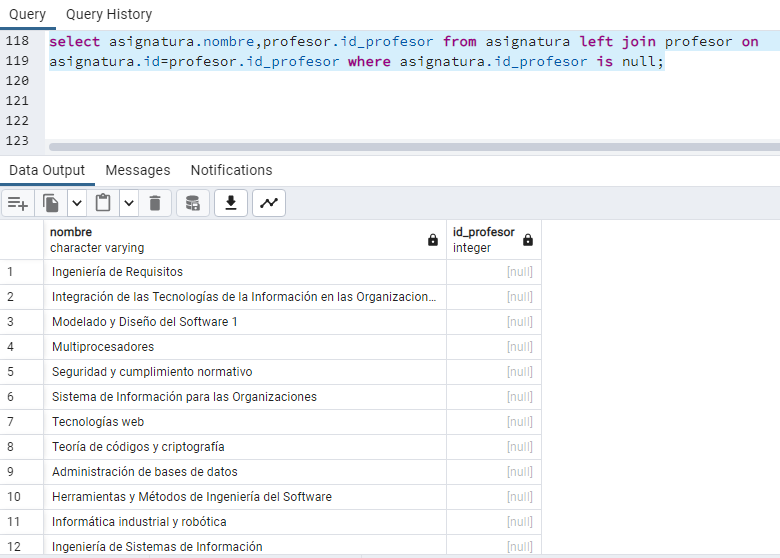 Query Query History
118 select asignatura.nombre,profesor.id_profesor from asignatura left join profesor on
119 asignatura.id=profesor.id_profesor where asignatura.id_profesor is null;
120
121
122
123
Data Output Messages Notifications
nombre id_profesor
character varying integer
1 Ingeniería de Requisitos [null]
2 Integración de las Tecnologías de la Información en las Organizacion... [null]
3 Modelado y Diseño del Software 1 [null]
4 Multiprocesadores [null]
5 Seguridad y cumplimiento normativo [null]
6 Sistema de Información para las Organizaciones [null]
7 Tecnologías web [null]
8 Teoría de códigos y criptografía [null]
9 Administración de bases de datos [null]
10 Herramientas y Métodos de Ingeniería del Software [null]
11 Informática industrial y robótica [null]
12 Ingeniería de Sistemas de Información [null]